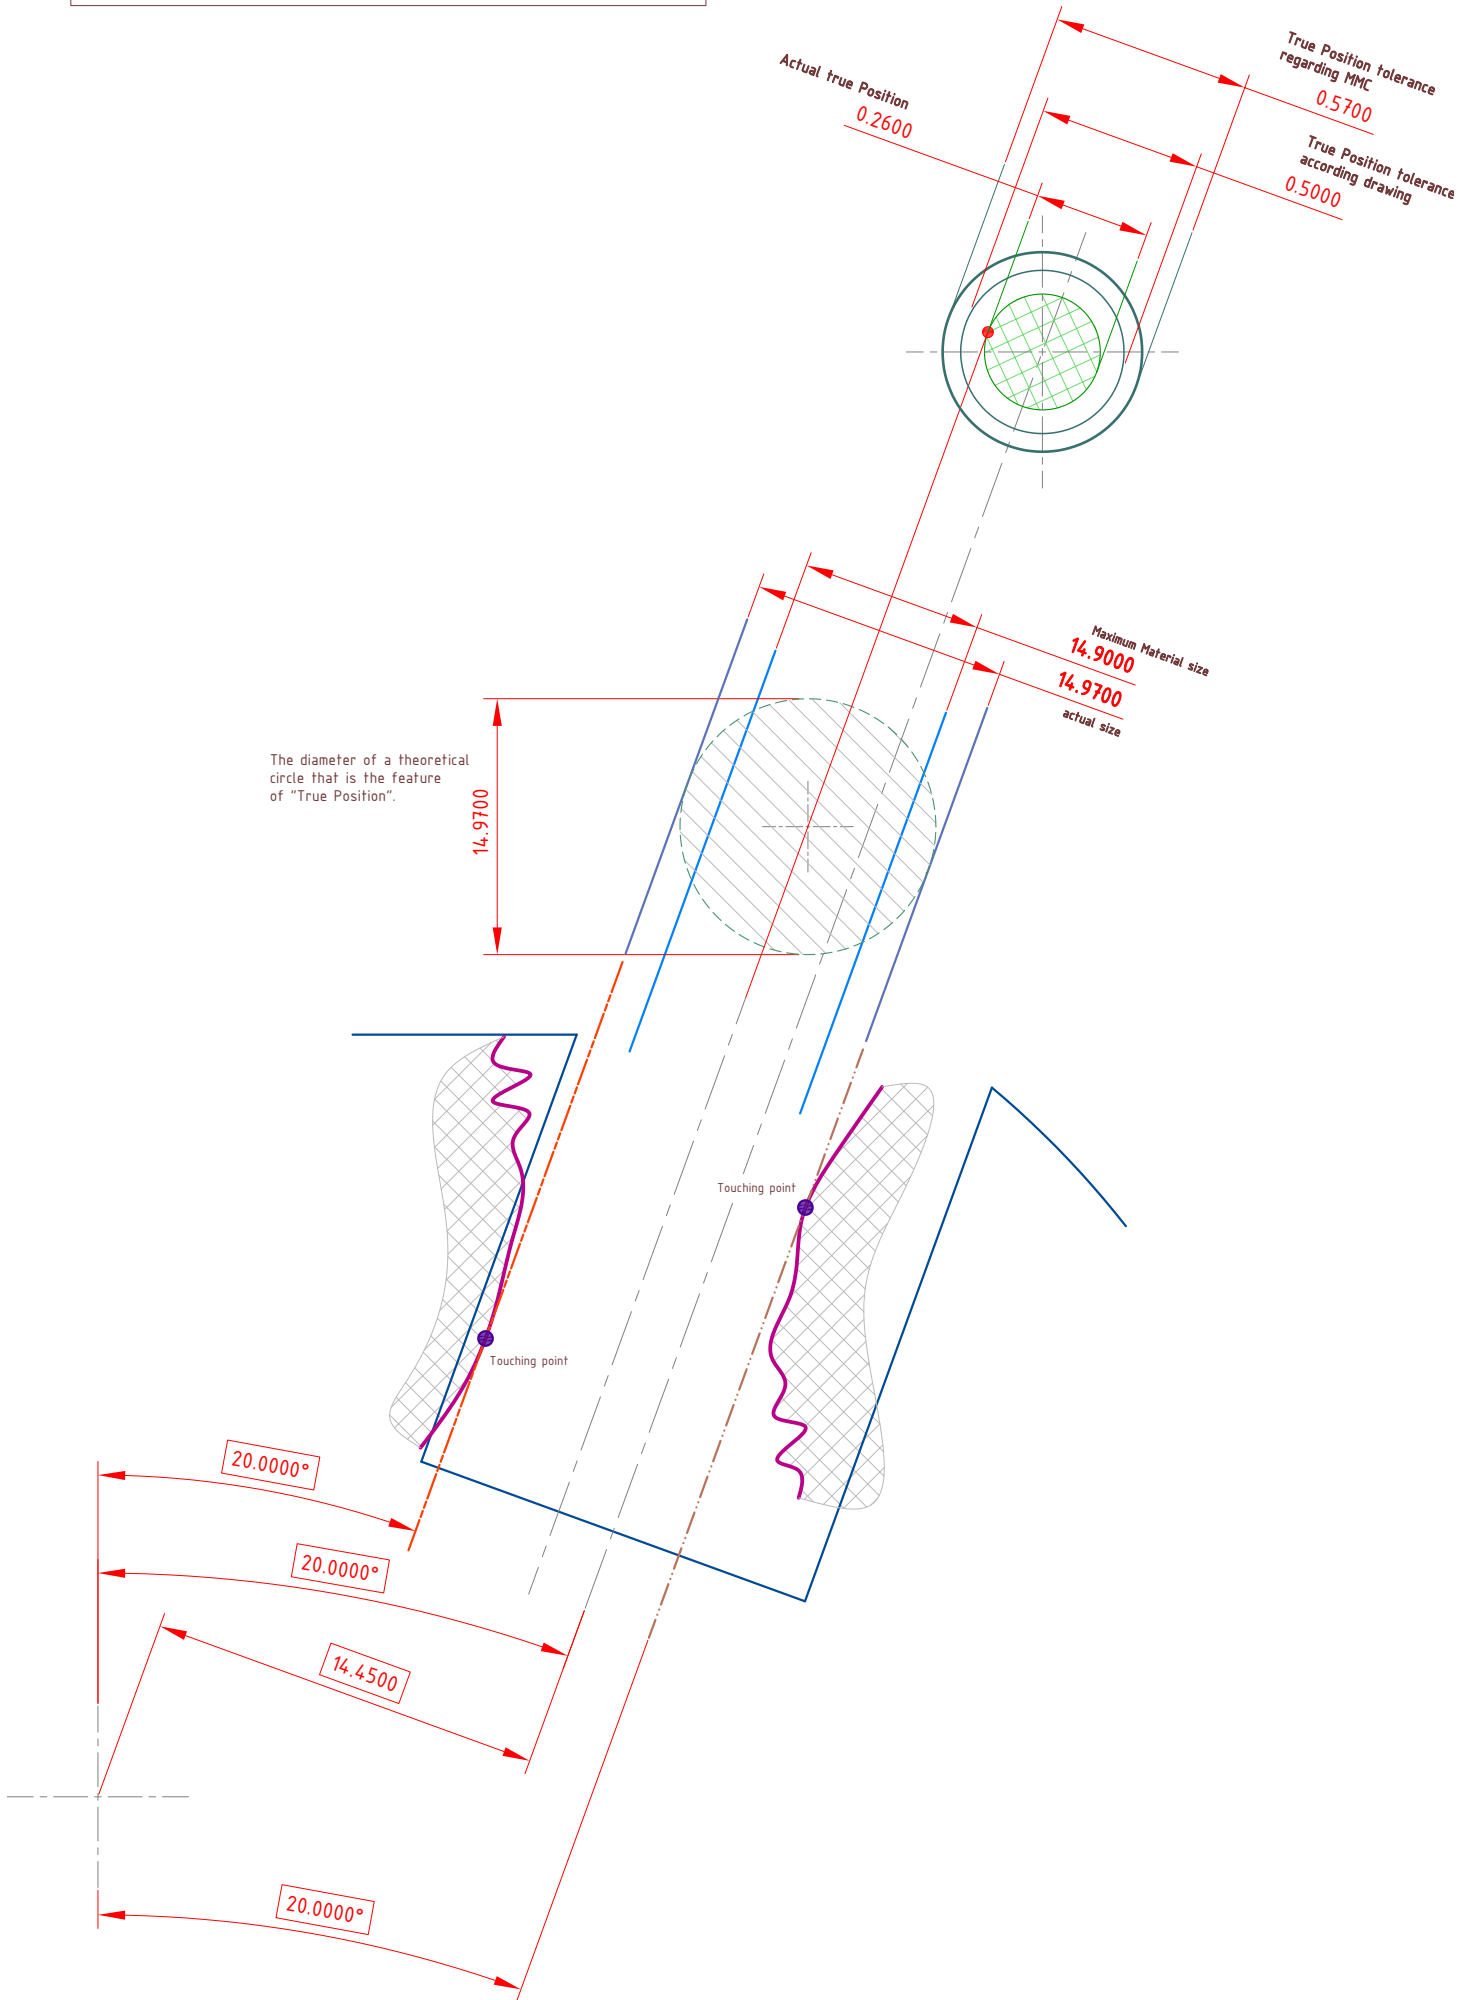 True Position tolerance
regarding MMC
0.5700
Actual true Position
0.2600
True Position tolerance
according drawing
0.5000
Maximum Material size
14.9000
14.9700
actual size
The diameter of a theoretical
circle that is the feature
of "True Position".
14.9700
Touching point
Touching point
20.0000°
20.0000°
14.4500
20.0000°